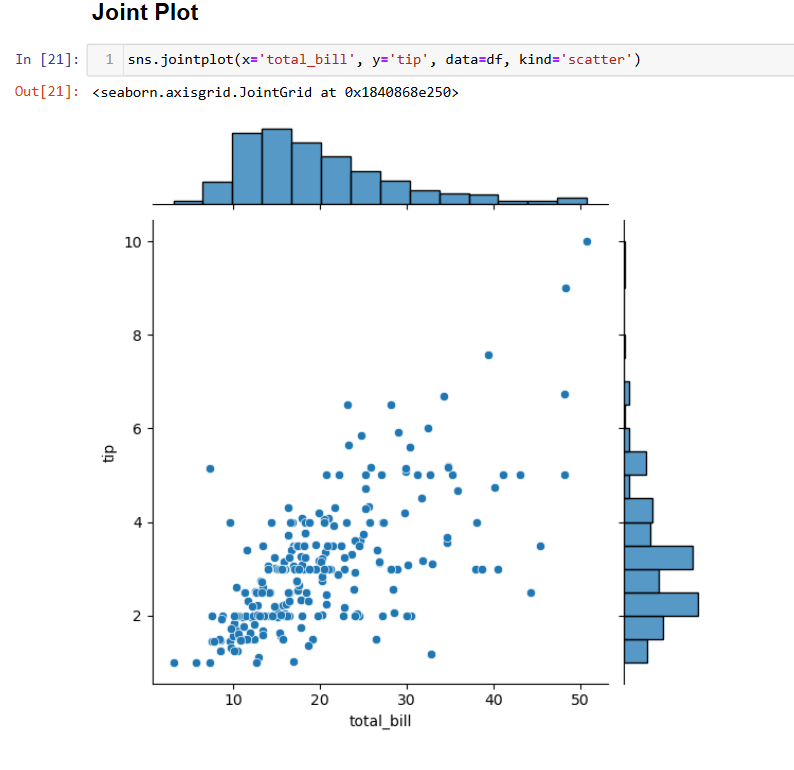 Joint Plot
In [21]: 1 sns.jointplot(x='total_bill', y='tip', data=df, kind='scatter')
Out[21]: <seaborn.axisgrid.JointGrid at 0x1840868e250>
10
8
6
tip
4
2
10 20 30 40 50
total_bill